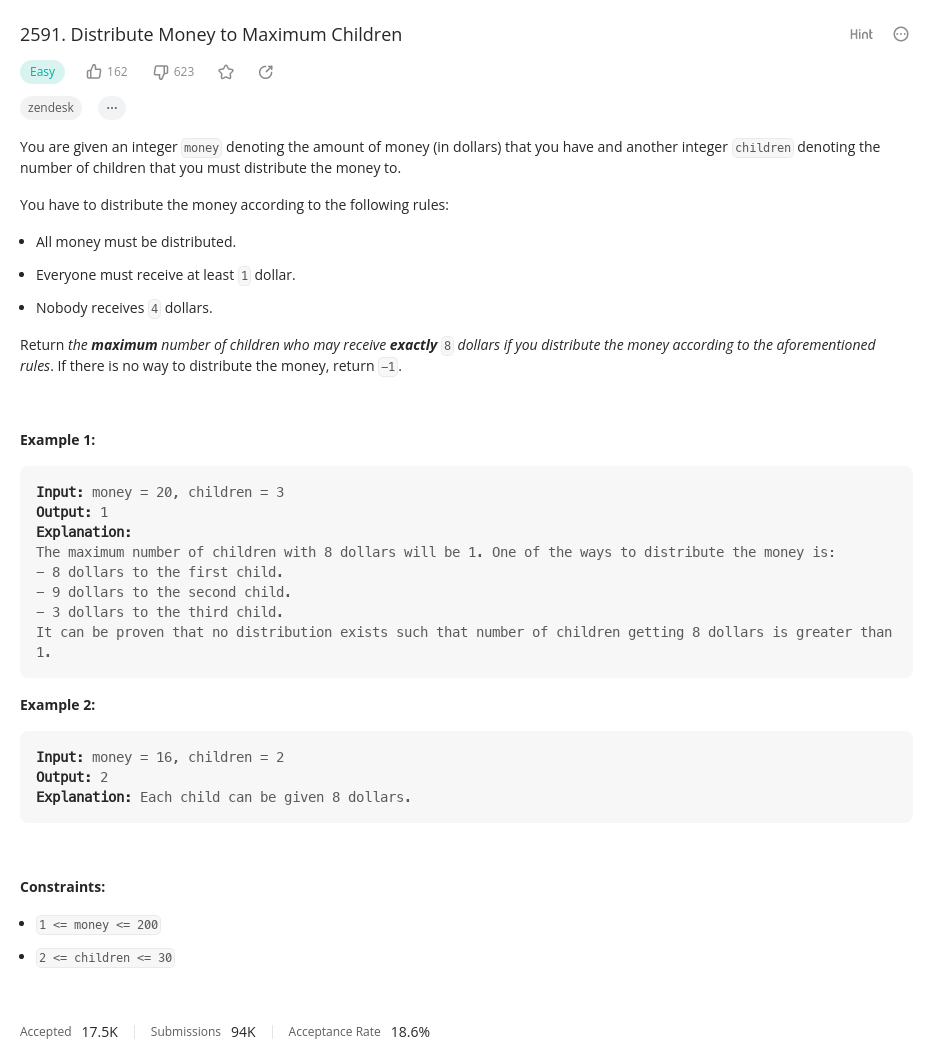 2591. Distribute Money to Maximum Children
Hint
Easy 162 623
zendesk ...
You are given an integer money denoting the amount of money (in dollars) that you have and another integer children denoting the
number of children that you must distribute the money to.
You have to distribute the money according to the following rules:
• All money must be distributed.
• Everyone must receive at least 1 dollar.
• Nobody receives 4 dollars.
Return the maximum number of children who may receive exactly 8 dollars if you distribute the money according to the aforementioned
rules. If there is no way to distribute the money, return -1.
Example 1:
Input: money = 20, children = 3
Output: 1
Explanation:
The maximum number of children with 8 dollars will be 1. One of the ways to distribute the money is:
- 8 dollars to the first child.
- 9 dollars to the second child.
- 3 dollars to the third child.
It can be proven that no distribution exists such that number of children getting 8 dollars is greater than
1.
Example 2:
Input: money = 16, children = 2
Output: 2
Explanation: Each child can be given 8 dollars.
Constraints:
• 1 <= money <= 200
• 2 <= children <= 30
Accepted 17.5K Submissions 94K Acceptance Rate 18.6%